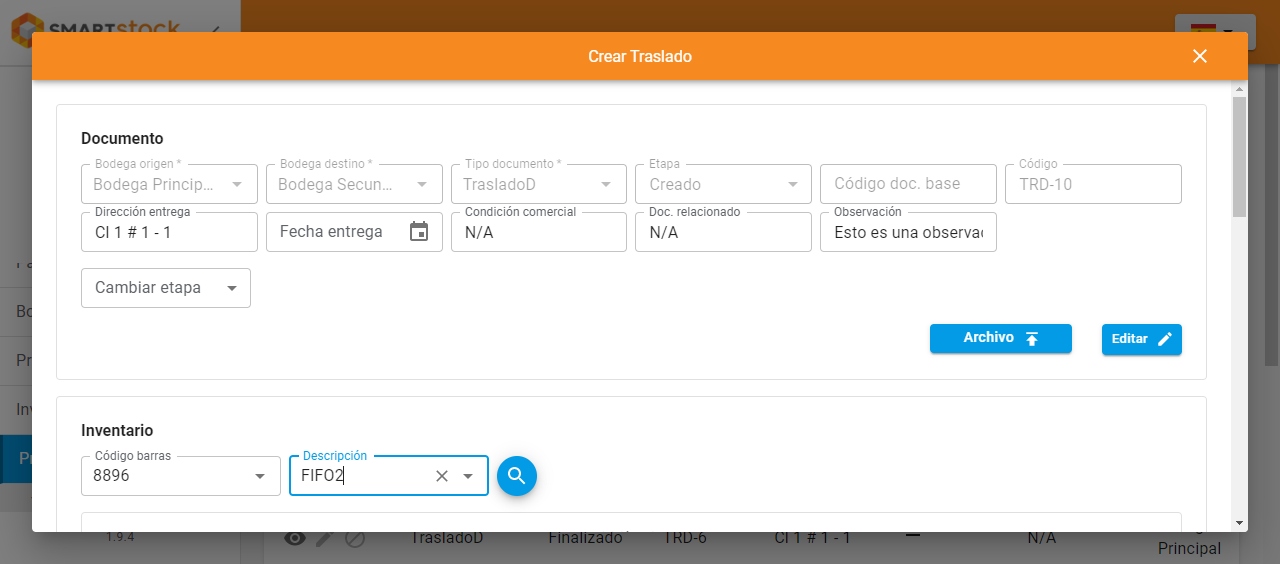 SMARTstock
Crear Traslado
Documento
Bodega origen * Bodega destino * Tipo documento * Etapa Código
Bodega Princip... Bodega Secun... TrasladoD Creado Código doc. base TRD-10
Dirección entrega Condición comercial Doc. relacionado Observación
Cl 1 # 1 - 1 Fecha entrega N/A N/A Esto es una observac
Cambiar etapa
Archivo Editar
Inventario
Código barras Descripción
8896 FIFO2
Bo
Pr
Inv
P
1.9.4 TrasladoD Finalizado TRD-6 Cl 1 # 1 - 1 — N/A
Principal